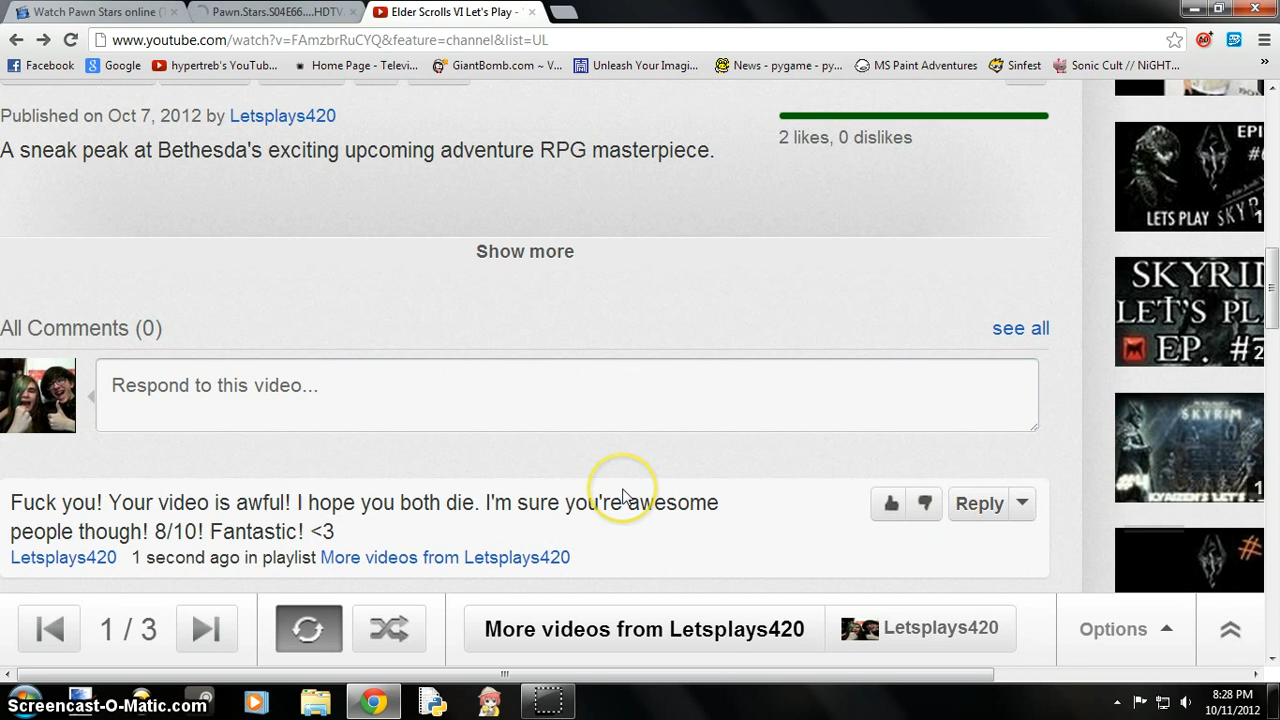 Watch Pawn Stars online (T
Pawn.Stars.S04E66....HDTV.
Elder Scrolls VI Let's Play -
www.youtube.com/watch?v=FAmzbrRuCYQ&feature=channel&list=UL
Facebook
Google
hypertreb's YouTub...
Home Page - Televi...
GiantBomb.com ~ V...
Unleash Your Imagi...
News - pygame - py...
MS Paint Adventures
Sinfest
Sonic Cult // NiGHT...
Published on Oct 7, 2012 by Letsplays420
2 likes, 0 dislikes
A sneak peak at Bethesda's exciting upcoming adventure RPG masterpiece.
Show more
All Comments (0)
see all
Respond to this video...
Fuck you! Your video is awful! I hope you both die. I'm sure you're awesome
people though! 8/10! Fantastic! <3
Reply
Letsplays420 1 second ago in playlist More videos from Letsplays420
EPI
LETS PLAY SKYR
SKYRIM
LET'S PL
EP. #
SKYRIM
#
1 / 3
More videos from Letsplays420
Letsplays420
Options
Screencast-O-Matic.com
8:28 PM
10/11/2012